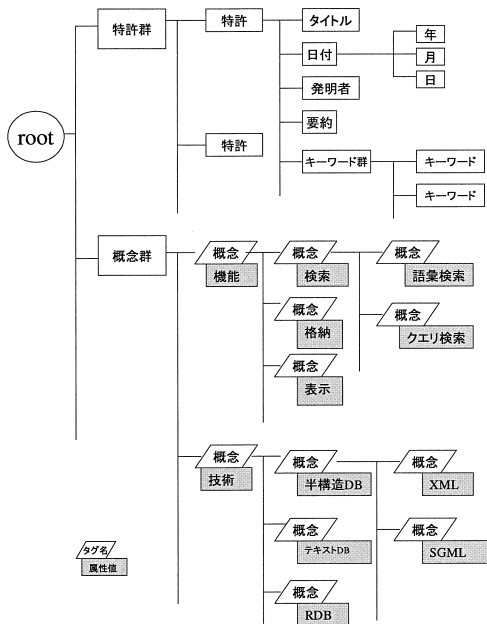 特許群
特許
タイトル
日付
年
月
日
発明者
要約
root
特許
キーワード群
キーワード
キーワード
概念群
概念
機能
概念
検索
概念
語彙検索
概念
格納
概念
クエリ検索
概念
表示
概念
技術
概念
半構造DB
概念
XML
概念
テキストDB
概念
SGML
タグ名
属性値
概念
RDB